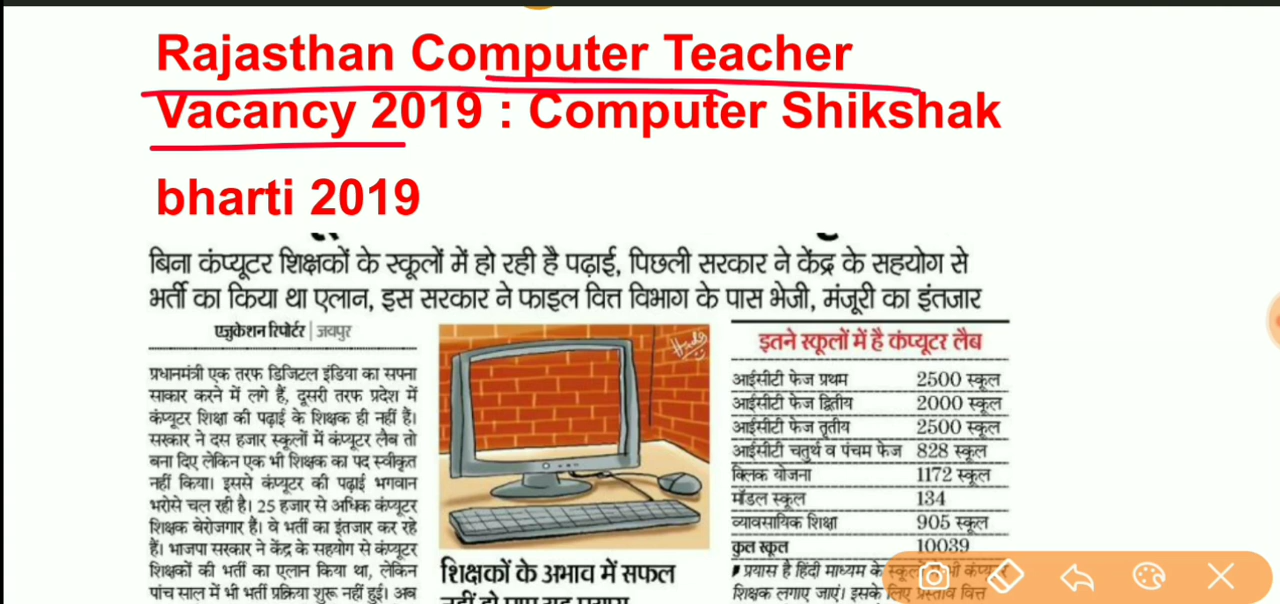 Rajasthan Computer Teacher
Vacancy 2019 : Computer Shikshak
bharti 2019
बिना कंप्यूटर शिक्षकों के स्कूलों में हो रही है पढ़ाई, पिछली सरकार ने केंद्र के सहयोग से
भर्ती का किया था एलान, इस सरकार ने फाइल वित्त विभाग के पास भेजी, मंजूरी का इंतजार
एजुकेशन रिपोर्टर | जयपुर
प्रधानमंत्री एक तरफ डिजिटल इंडिया का सपना
साकार करने में लगे हैं, दूसरी तरफ प्रदेश में
कंप्यूटर शिक्षा की पढ़ाई के शिक्षक ही नहीं हैं।
सरकार ने दस हजार स्कूलों में कंप्यूटर लैब तो
बना दिए लेकिन एक भी शिक्षक का पद स्वीकृत
नहीं किया। इससे कंप्यूटर की पढ़ाई भगवान
भरोसे चल रही है। 25 हजार से अधिक कंप्यूटर
शिक्षक बेरोजगार हैं। वे भर्ती का इंतजार कर रहे
हैं। भाजपा सरकार ने केंद्र के सहयोग से कंप्यूटर
शिक्षकों की भर्ती का एलान किया था, लेकिन
पांच साल में भी भर्ती प्रक्रिया शुरू नहीं हुई। अब
शिक्षकों के अभाव में सफल
इतने स्कूलों में है कंप्यूटर लैब
आईसीटी फेज प्रथम 2500 स्कूल
आईसीटी फेज द्वितीय 2000 स्कूल
आईसीटी फेज तृतीय 2500 स्कूल
आईसीटी चतुर्थ व पंचम फेज 828 स्कूल
क्लिक योजना 1172 स्कूल
मॉडल स्कूल 134
व्यावसायिक शिक्षा 905 स्कूल
कुल स्कूल 10039
प्रयास है हिंदी माध्यम के
शिक्षक लगाए जाएं। इसके लिए प्रस्ताव वित्त